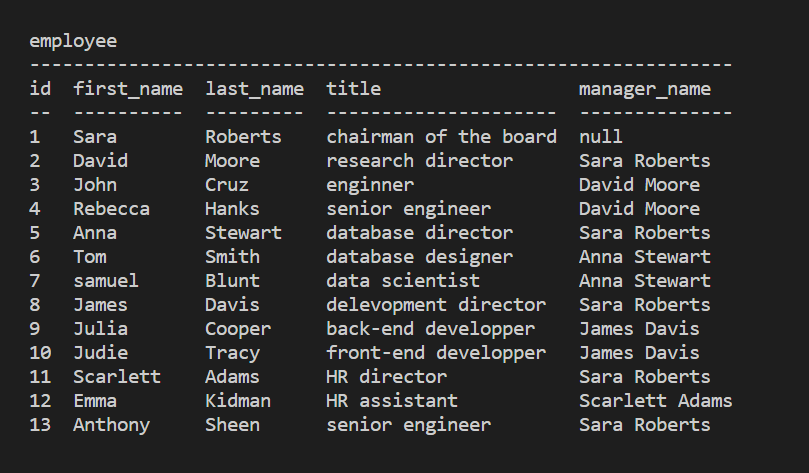 employee
----------------------------------------------------------------
id  first_name  last_name  title                  manager_name
--  ----------  ---------  ---------------------  --------------
1   Sara        Roberts    chairman of the board  null
2   David       Moore      research director      Sara Roberts
3   John        Cruz       enginner               David Moore
4   Rebecca     Hanks      senior engineer        David Moore
5   Anna        Stewart    database director      Sara Roberts
6   Tom         Smith      database designer      Anna Stewart
7   samuel      Blunt      data scientist         Anna Stewart
8   James       Davis      delevopment director   Sara Roberts
9   Julia       Cooper     back-end developper    James Davis
10  Judie       Tracy      front-end developper   James Davis
11  Scarlett    Adams      HR director            Sara Roberts
12  Emma        Kidman     HR assistant           Scarlett Adams
13  Anthony     Sheen      senior engineer        Sara Roberts